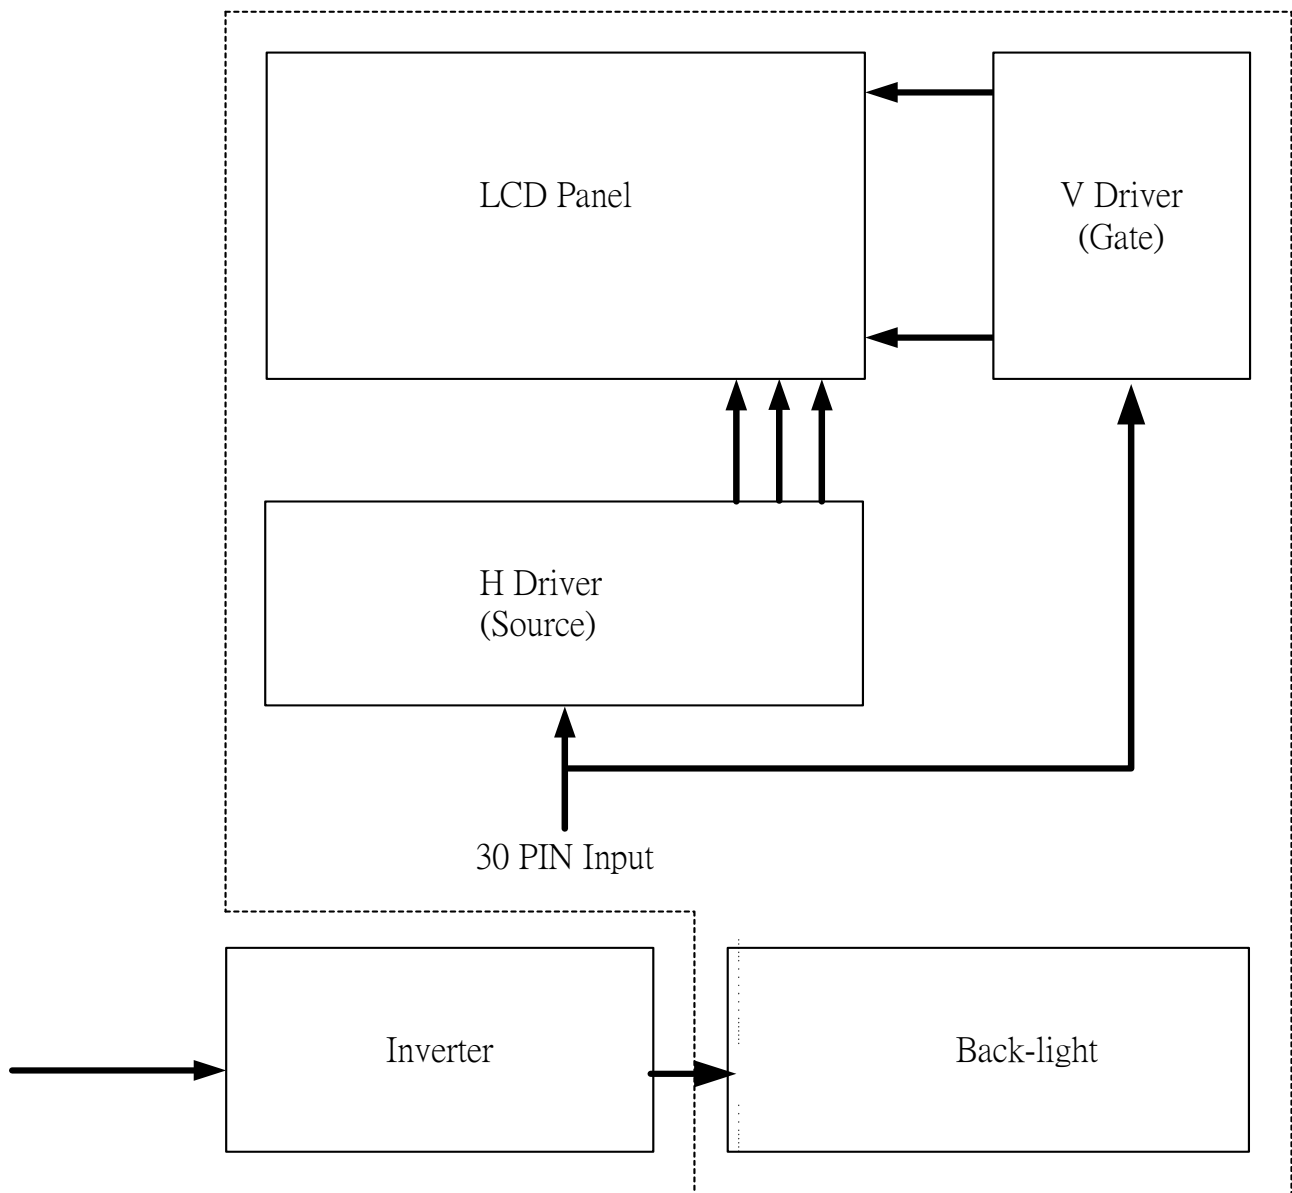 LCD Panel
V Driver
(Gate)
H Driver
(Source)
30 PIN Input
Inverter
Back-light